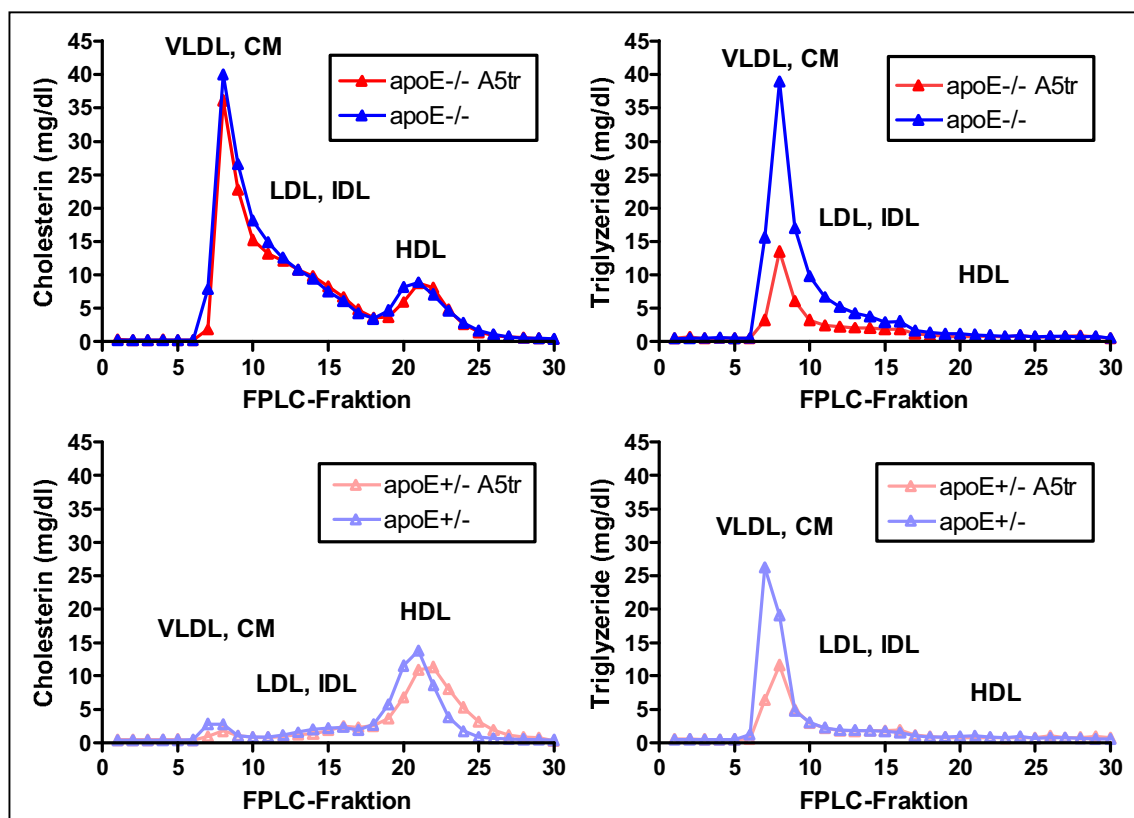 VLDL, CM
apoE-/- A5tr
apoE-/-
LDL, IDL
HDL
Cholesterin (mg/dl)
45
40
35
30
25
20
15
10
5
0
0 5 10 15 20 25 30
FPLC-Fraktion
VLDL, CM
apoE-/- A5tr
apoE-/-
LDL, IDL
HDL
Triglyzeride (mg/dl)
45
40
35
30
25
20
15
10
5
0
0 5 10 15 20 25 30
FPLC-Fraktion
apoE+/- A5tr
apoE+/-
HDL
VLDL, CM
LDL, IDL
Cholesterin (mg/dl)
45
40
35
30
25
20
15
10
5
0
0 5 10 15 20 25 30
FPLC-Fraktion
apoE+/- A5tr
apoE+/-
VLDL, CM
LDL, IDL
HDL
Triglyzeride (mg/dl)
45
40
35
30
25
20
15
10
5
0
0 5 10 15 20 25 30
FPLC-Fraktion